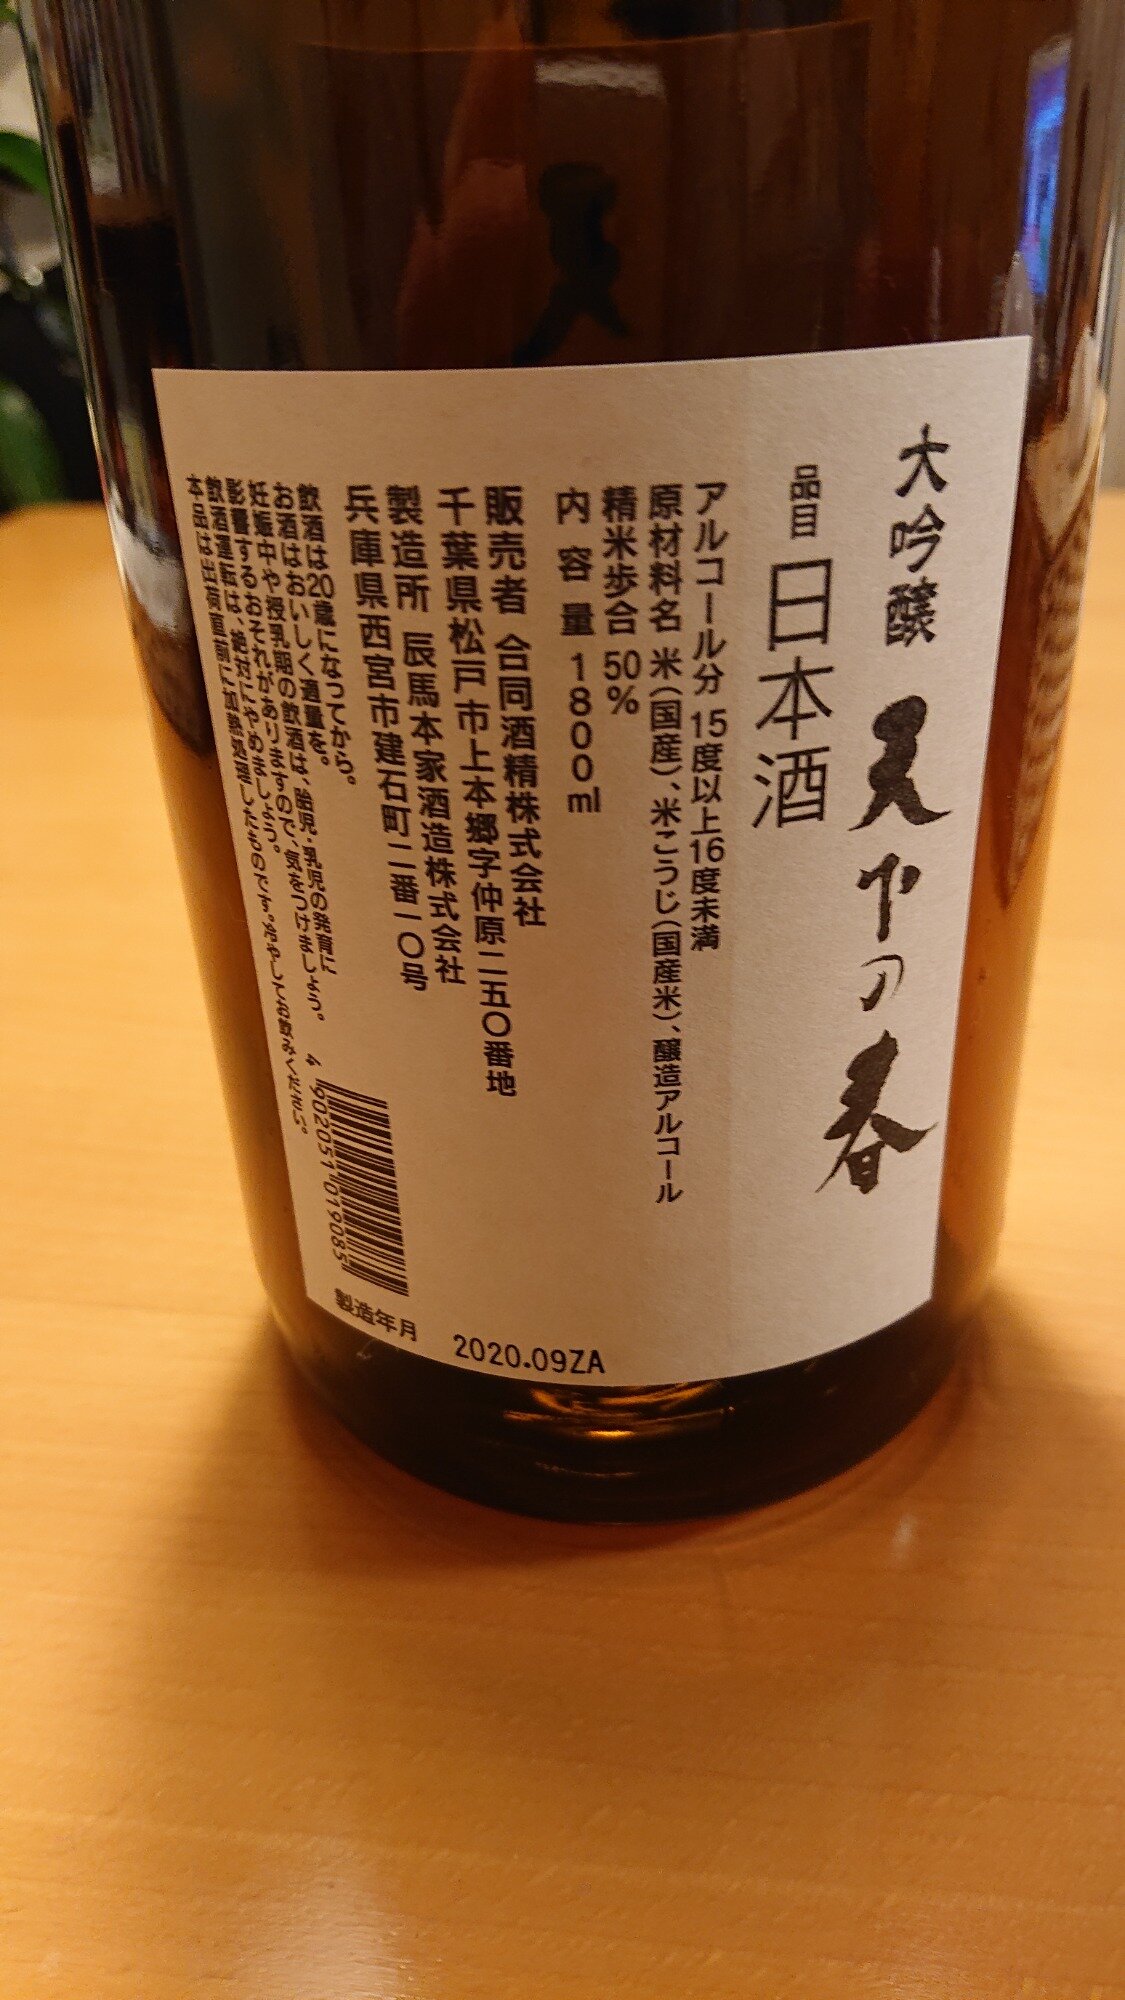 大吟醸 天下の春
品目 日本酒
アルコール分 15度以上16度未満
原材料名 米(国産)、米こうじ(国産米)、醸造アルコール
精米歩合 50%
内容量 1800ml
販売者 合同酒精株式会社
千葉県松戸市上本郷字仲原二五〇番地
製造所 辰馬本家酒造株式会社
兵庫県西宮市建石町二番一〇号
飲酒は20歳になってから。
お酒はおいしく適量を。
妊娠中や授乳期の飲酒は、胎児・乳児の発育に
影響するおそれがありますので、気をつけましょう。
飲酒運転は、絶対にやめましょう。
本品は出荷直前に加熱処理したものです。冷やしてお飲みください。
4 902051 019085
製造年月 2020.09ZA